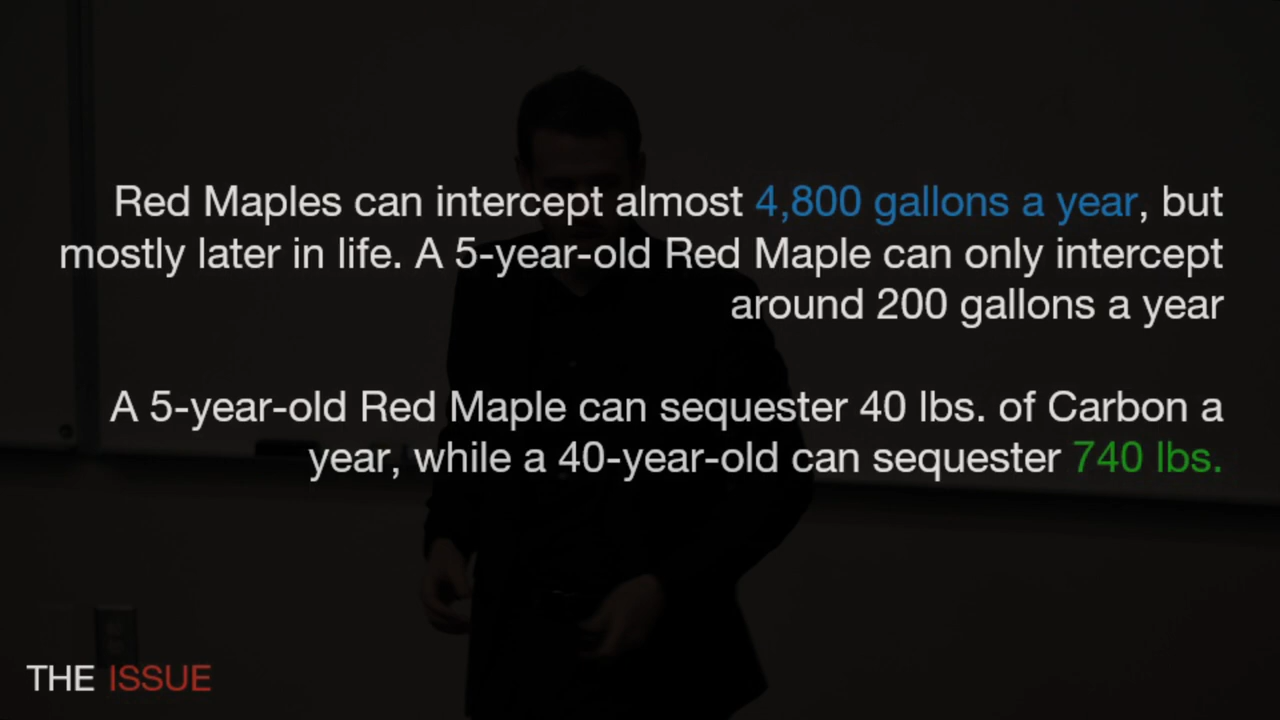 Red Maples can intercept almost 4,800 gallons a year, but
mostly later in life. A 5-year-old Red Maple can only intercept
around 200 gallons a year
A 5-year-old Red Maple can sequester 40 lbs. of Carbon a
year, while a 40-year-old can sequester 740 lbs.
THE ISSUE